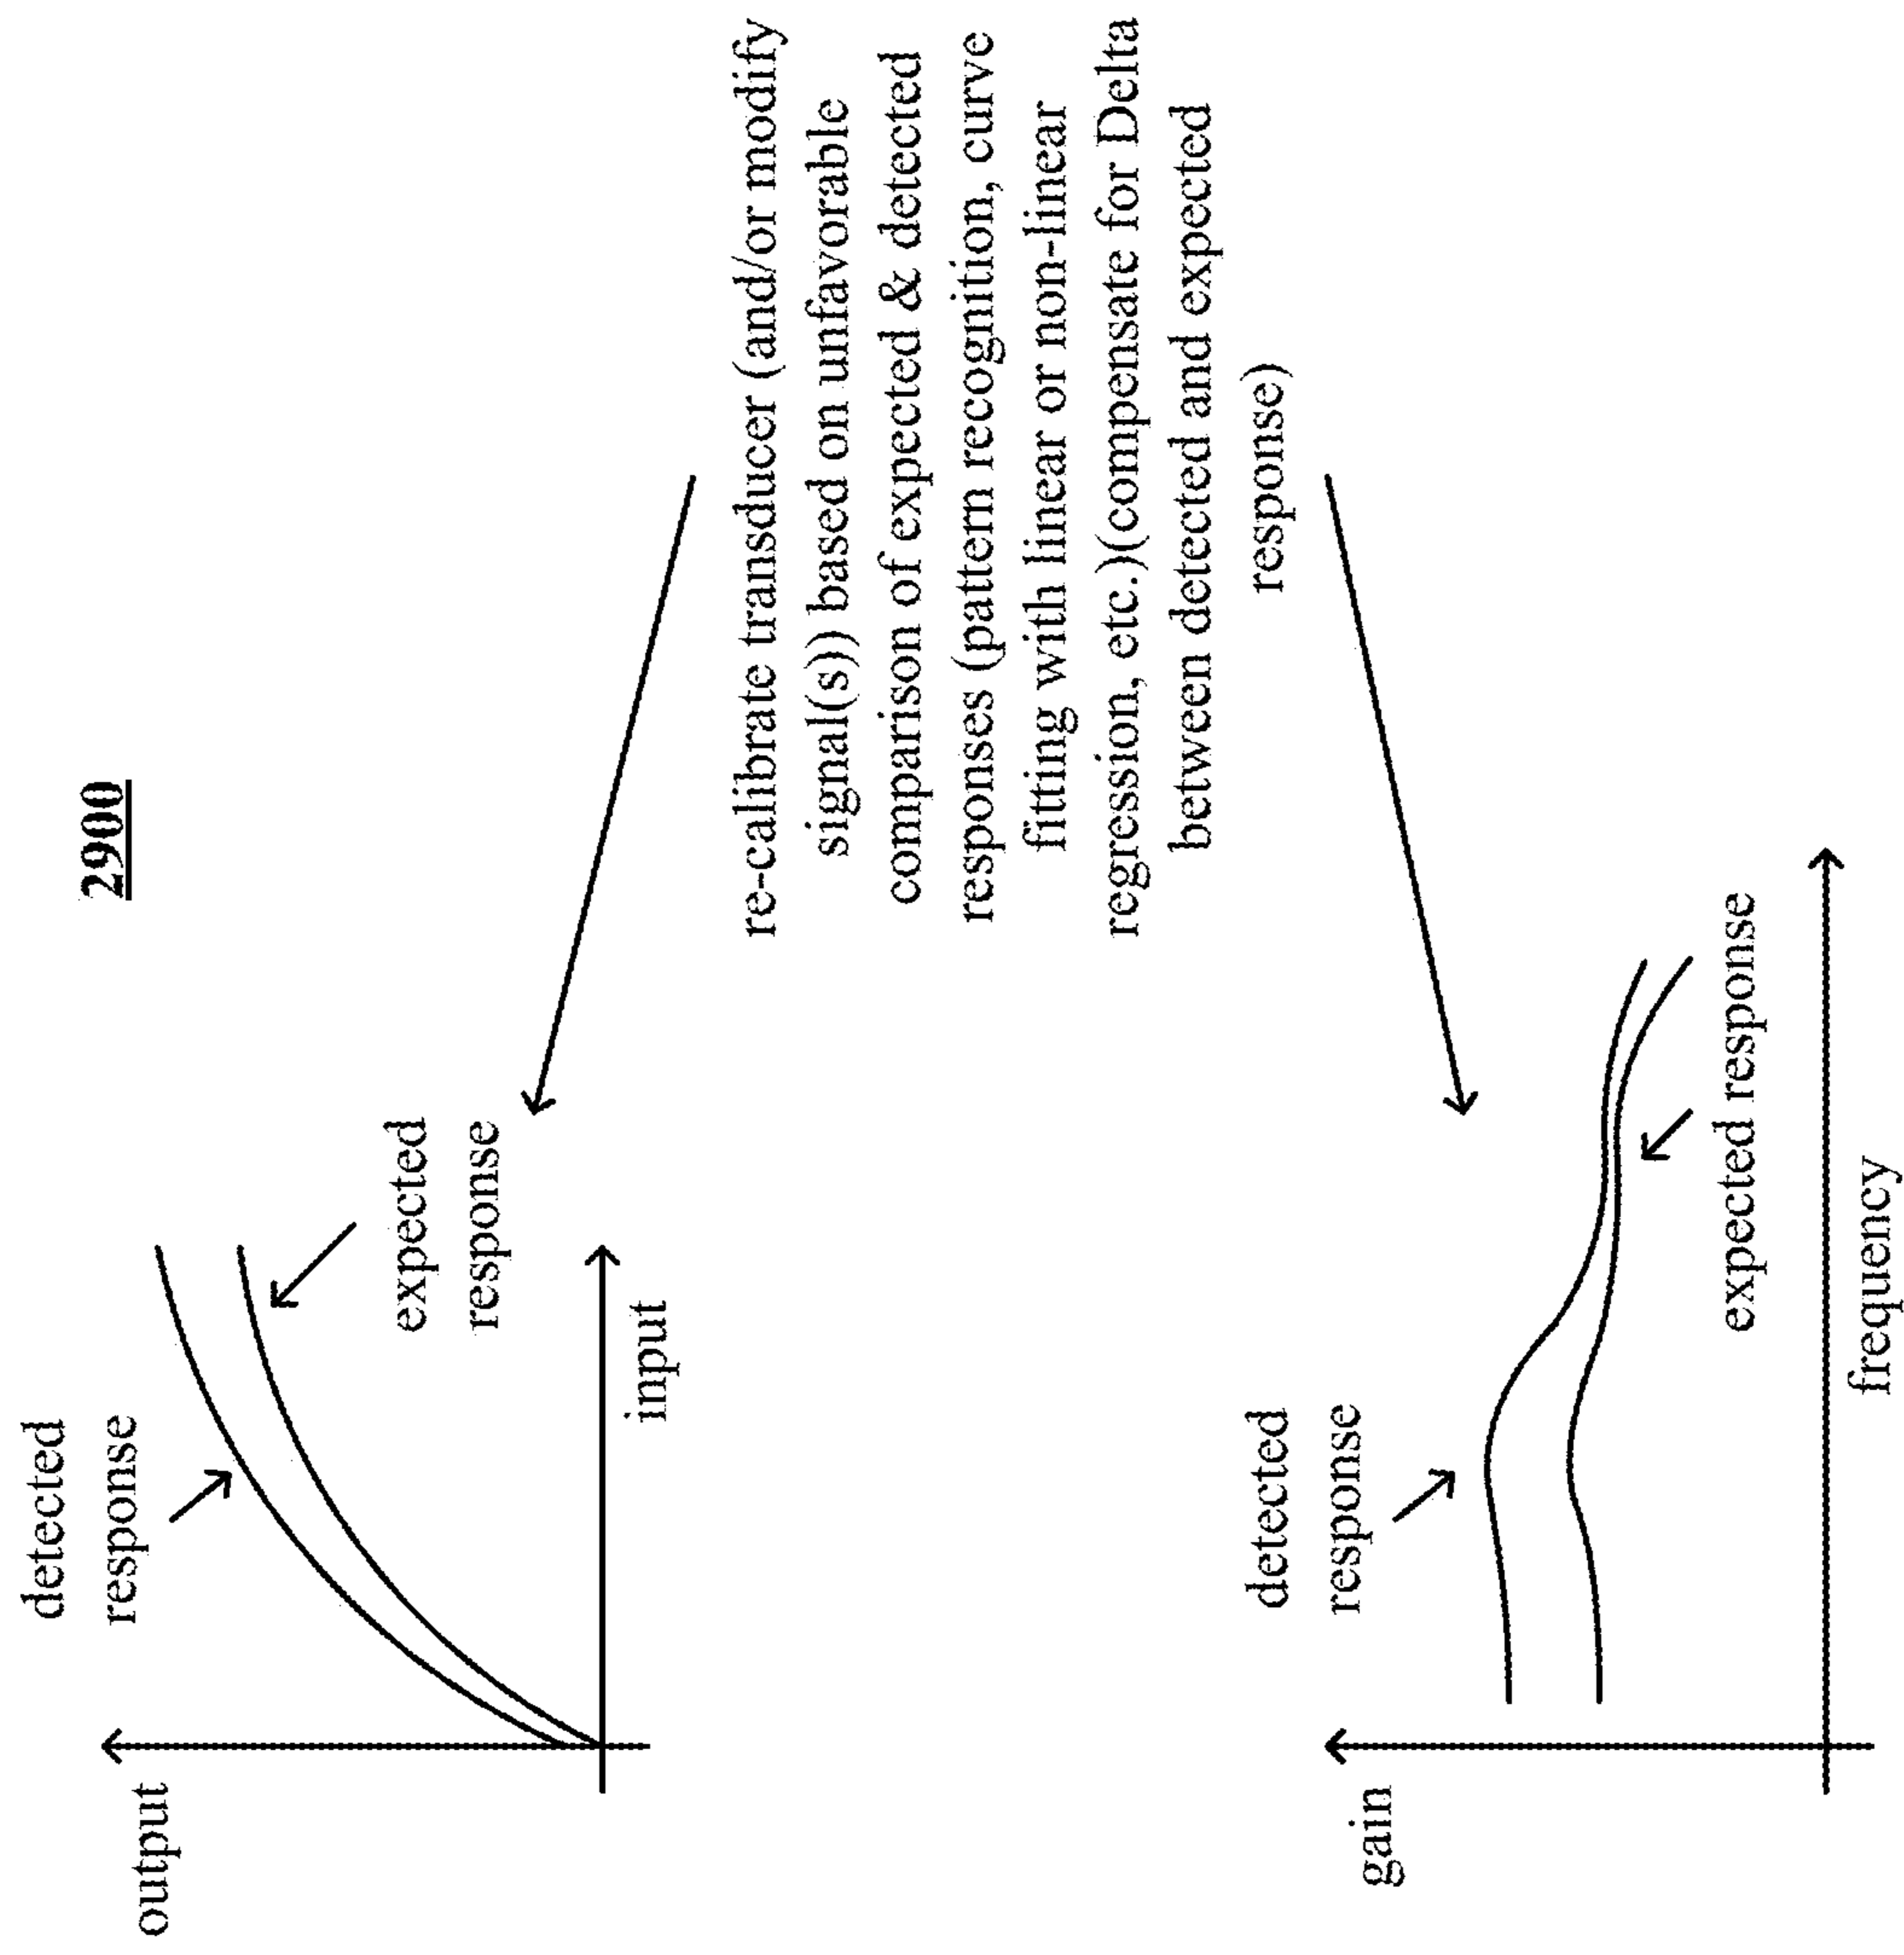 2900
output
detected
response
expected
response
input
re-calibrate transducer (and/or modify
signal(s)) based on unfavorable
comparison of expected & detected
responses (pattern recognition, curve
fitting with linear or non-linear
regression, etc.)(compensate for Delta
between detected and expected
response)
gain
detected
response
expected response
frequency